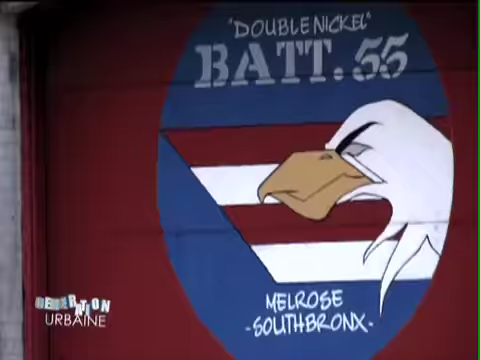 "DOUBLE NICKEL"
BATT. 55
MELROSE
-SOUTHBRONX-
GENERATION
URBAINE